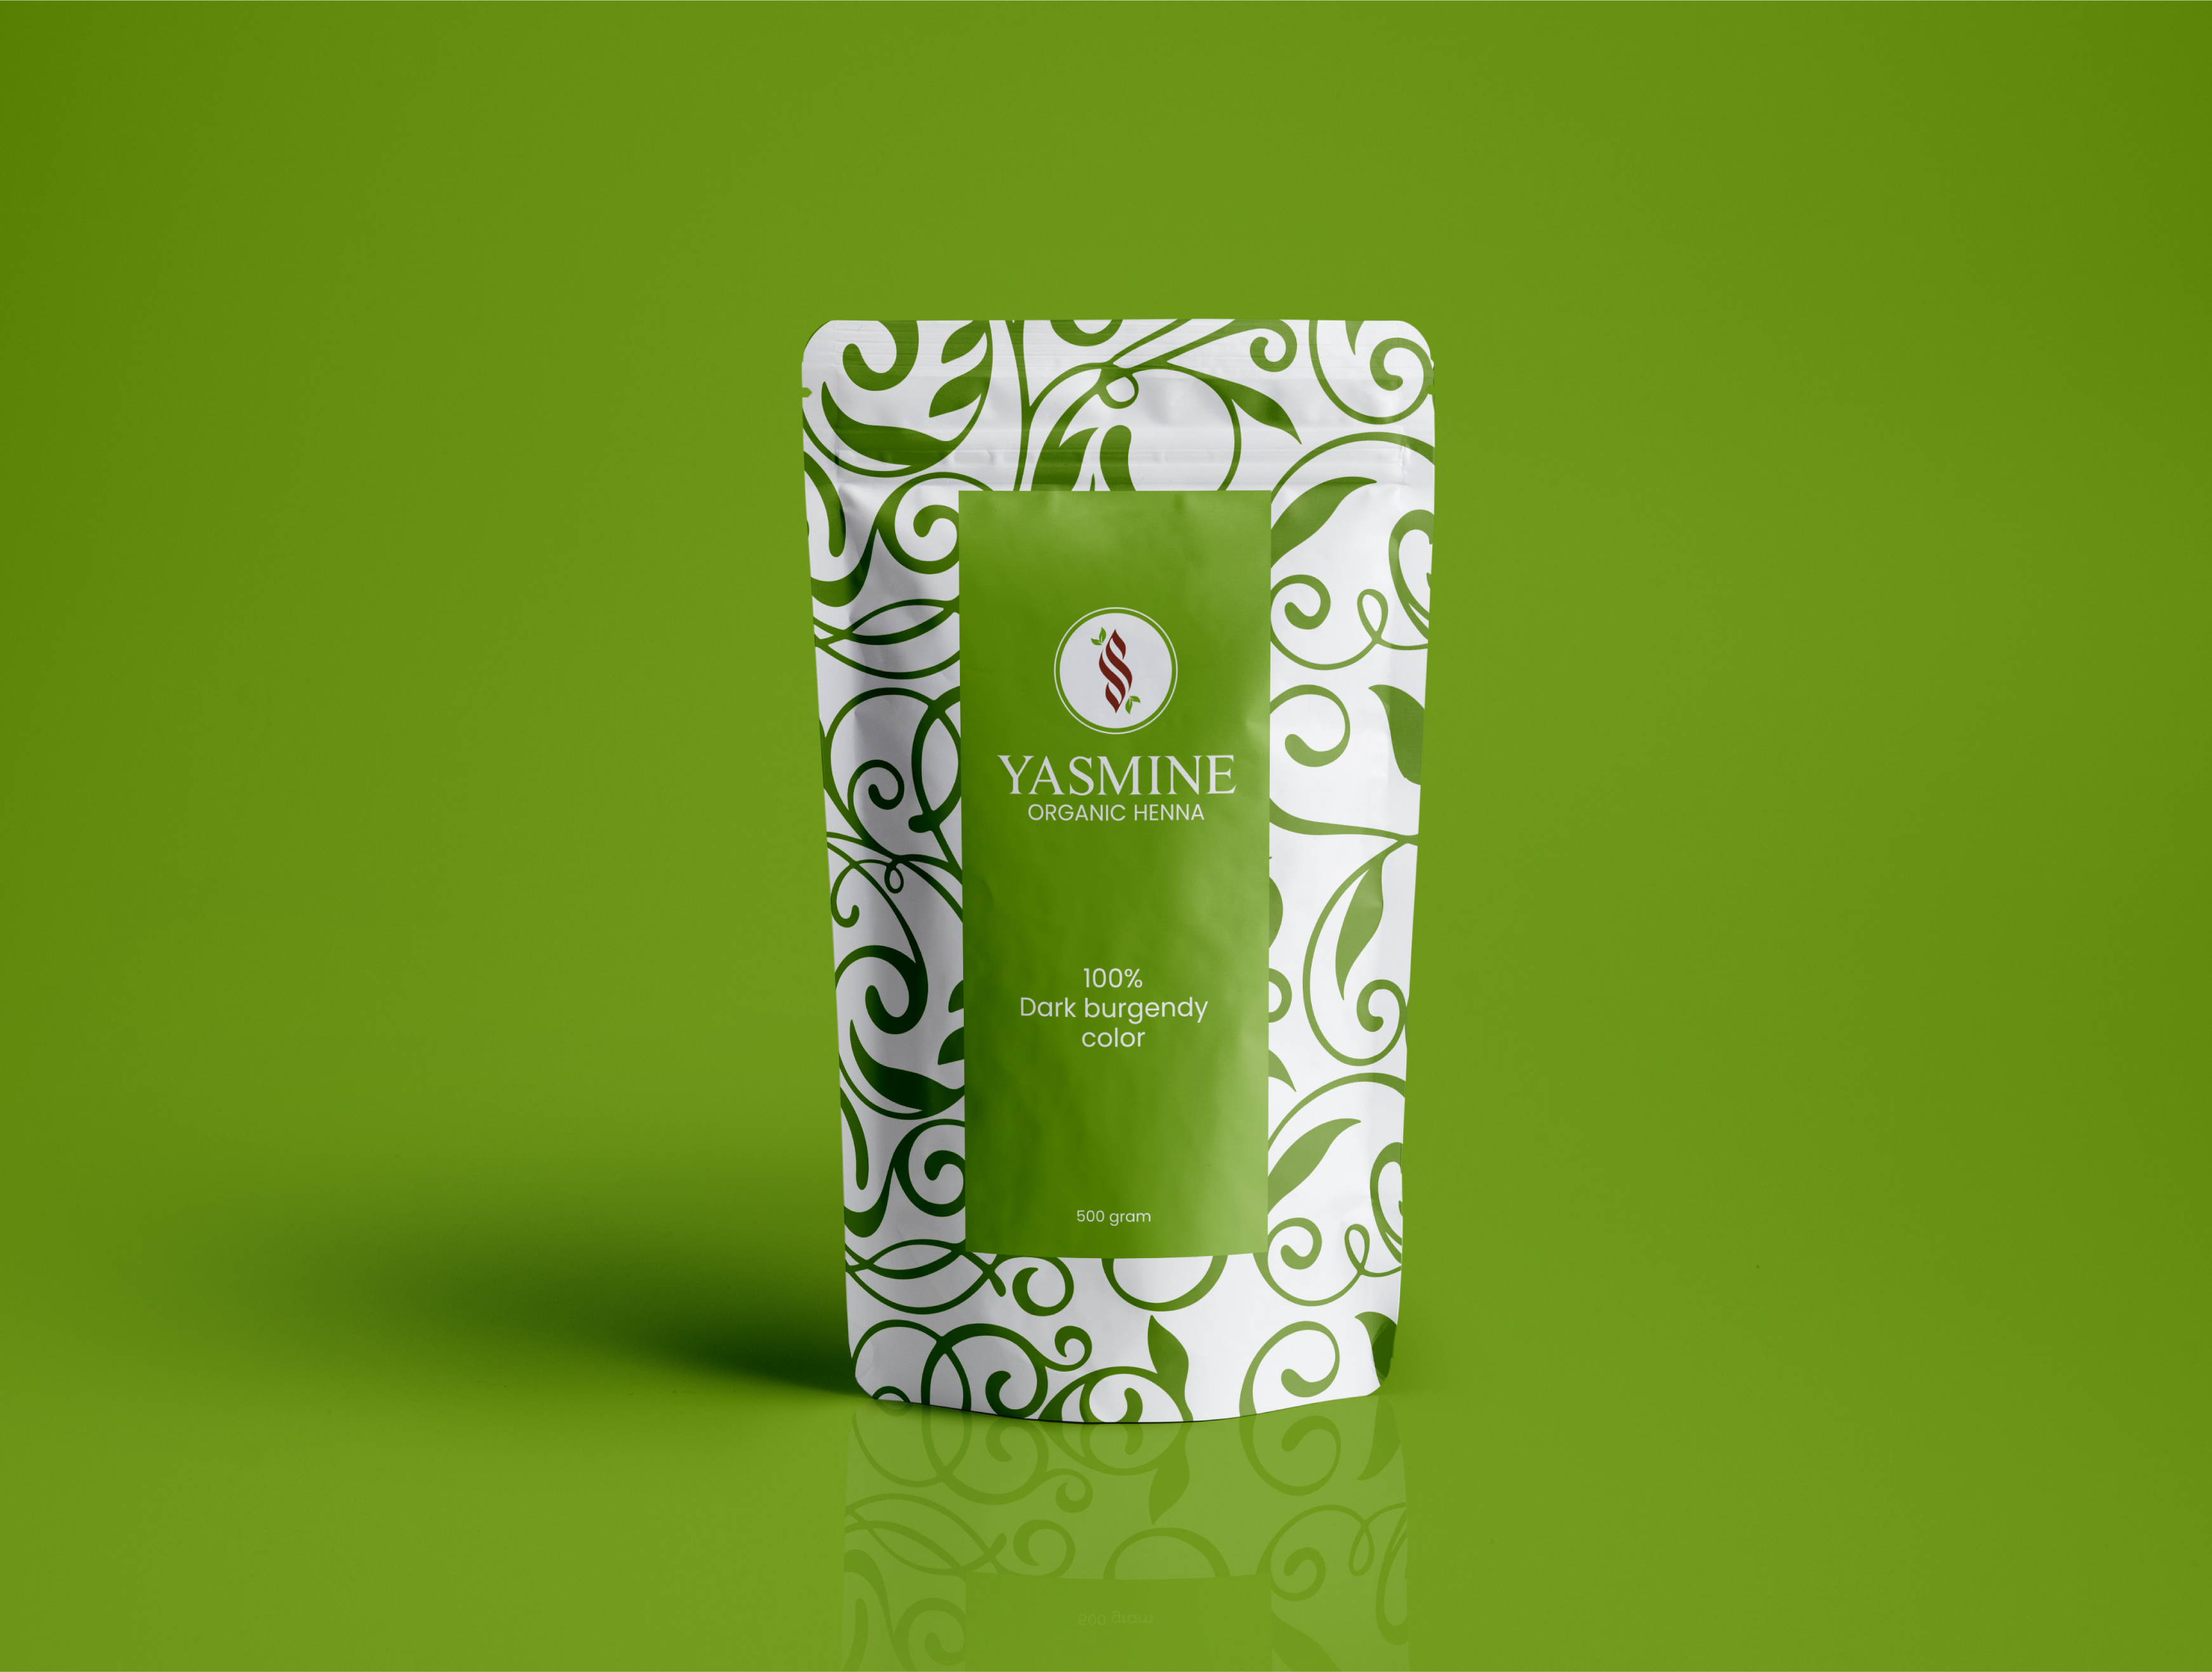 YASMINE
ORGANIC HENNA
100%
Dark burgendy
color
500 gram